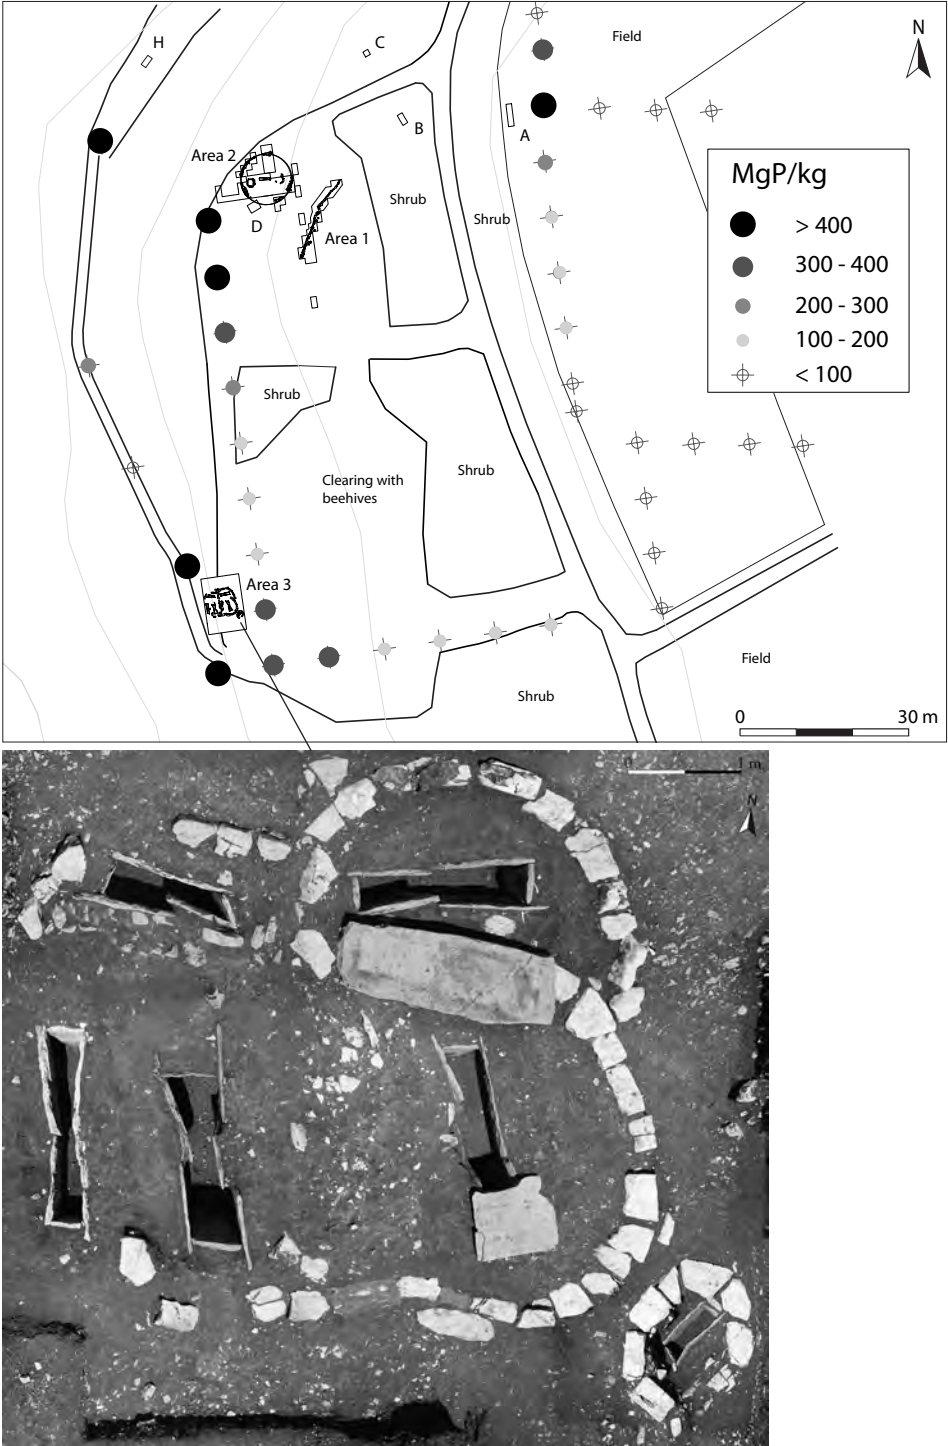 H
C
Field
N
B
A
Area 2
MgP/kg
Shrub
Shrub
D
Area 1
> 400
300 - 400
200 - 300
100 - 200
< 100
Shrub
Clearing with
beehives
Shrub
Area 3
Field
Shrub
0 30 m
0 1 m
N